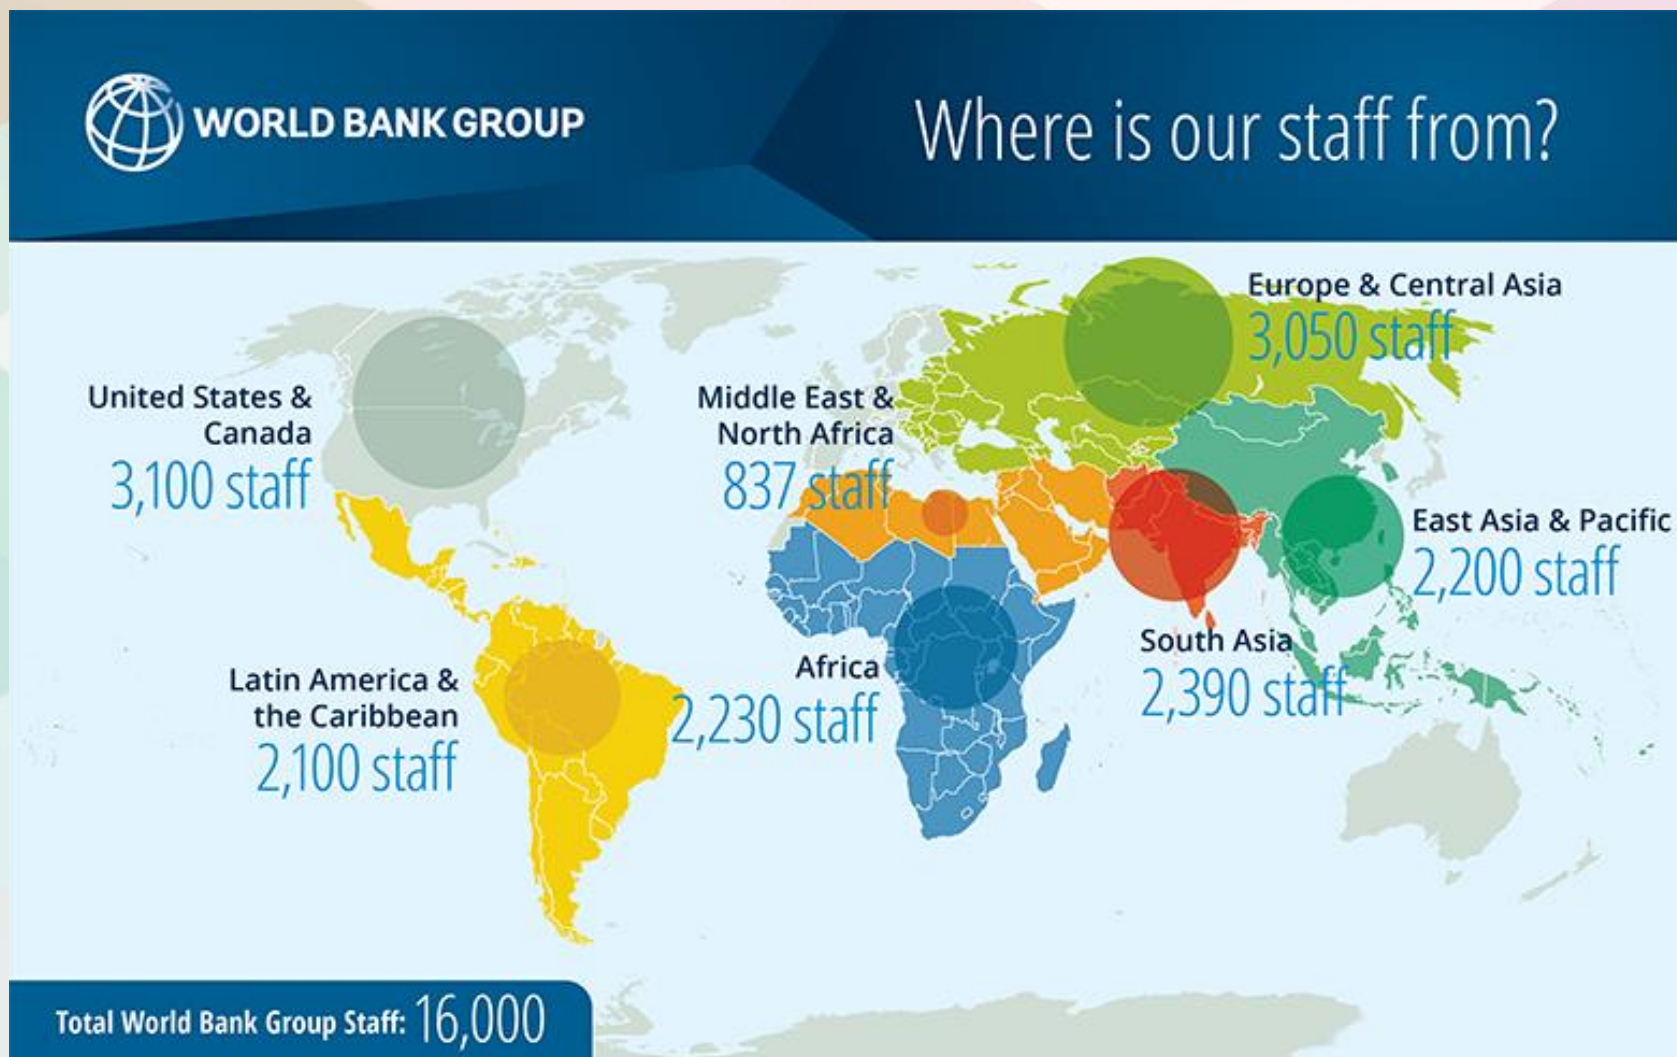 WORLD BANK GROUP
Where is our staff from?
Europe & Central Asia
3,050 staff
United States &
Canada
3,100 staff
Middle East &
North Africa
837 staff
East Asia & Pacific
2,200 staff
South Asia
2,390 staff
Africa
2,230 staff
Latin America &
the Caribbean
2,100 staff
Total World Bank Group Staff: 16,000